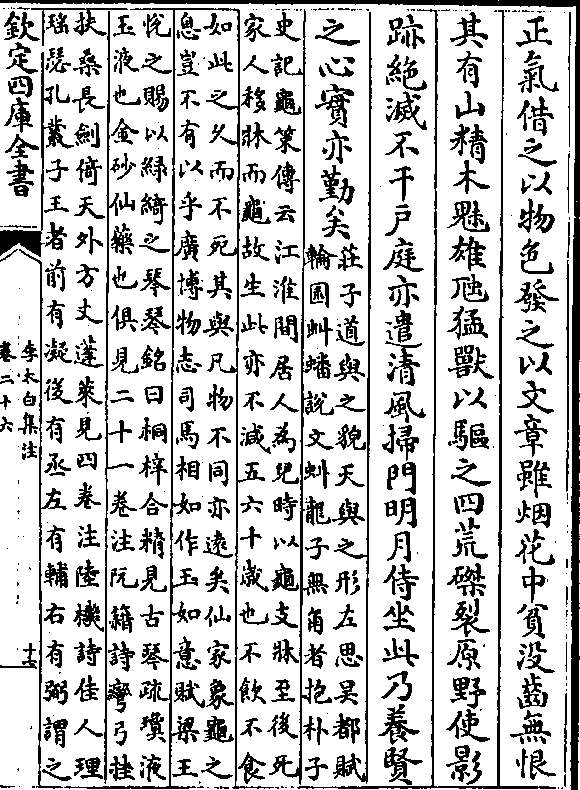 正氣借之以物色發之以文章雖烟花中貧没齒無恨
其有山精木魅雄虺猛獸以驅之四荒磔裂原野使影
跡絶滅不干戸庭亦遣清風掃門明月侍坐此乃養賢
之心實亦勤矣
莊子道與之貌天與之形左思吴都賦
輪囷虯蟠説文虯龍子無角者抱朴子
史記龜策傳云江淮間居人為兒時以龜支牀至後死
家人移牀而龜故生此亦不減五六十歲也不飲不食
如此之久而不死其與凡物不同亦逺矣仙家象龜之
息豈不有以乎廣博物志司馬相如作玉如意賦梁王
悅之賜以緑綺之琴琴銘曰桐梓合精見古琴疏瓊液
玉液也金砂仙藥也俱見二十一卷注阮籍詩彎弓挂
扶桑長劍倚天外方丈蓬萊見四卷注陸機詩佳人理
瑶瑟孔叢子王者前有凝後有丞左有輔右有弼謂之
欽定四庫全書
李太白集注
卷二十六
十七